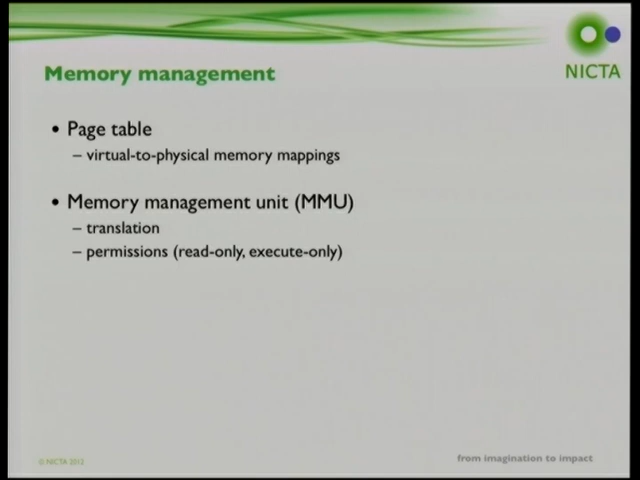 NICTA
Memory management
• Page table
– virtual-to-physical memory mappings
• Memory management unit (MMU)
– translation
– permissions (read-only, execute-only)
© NICTA 2012
from imagination to impact